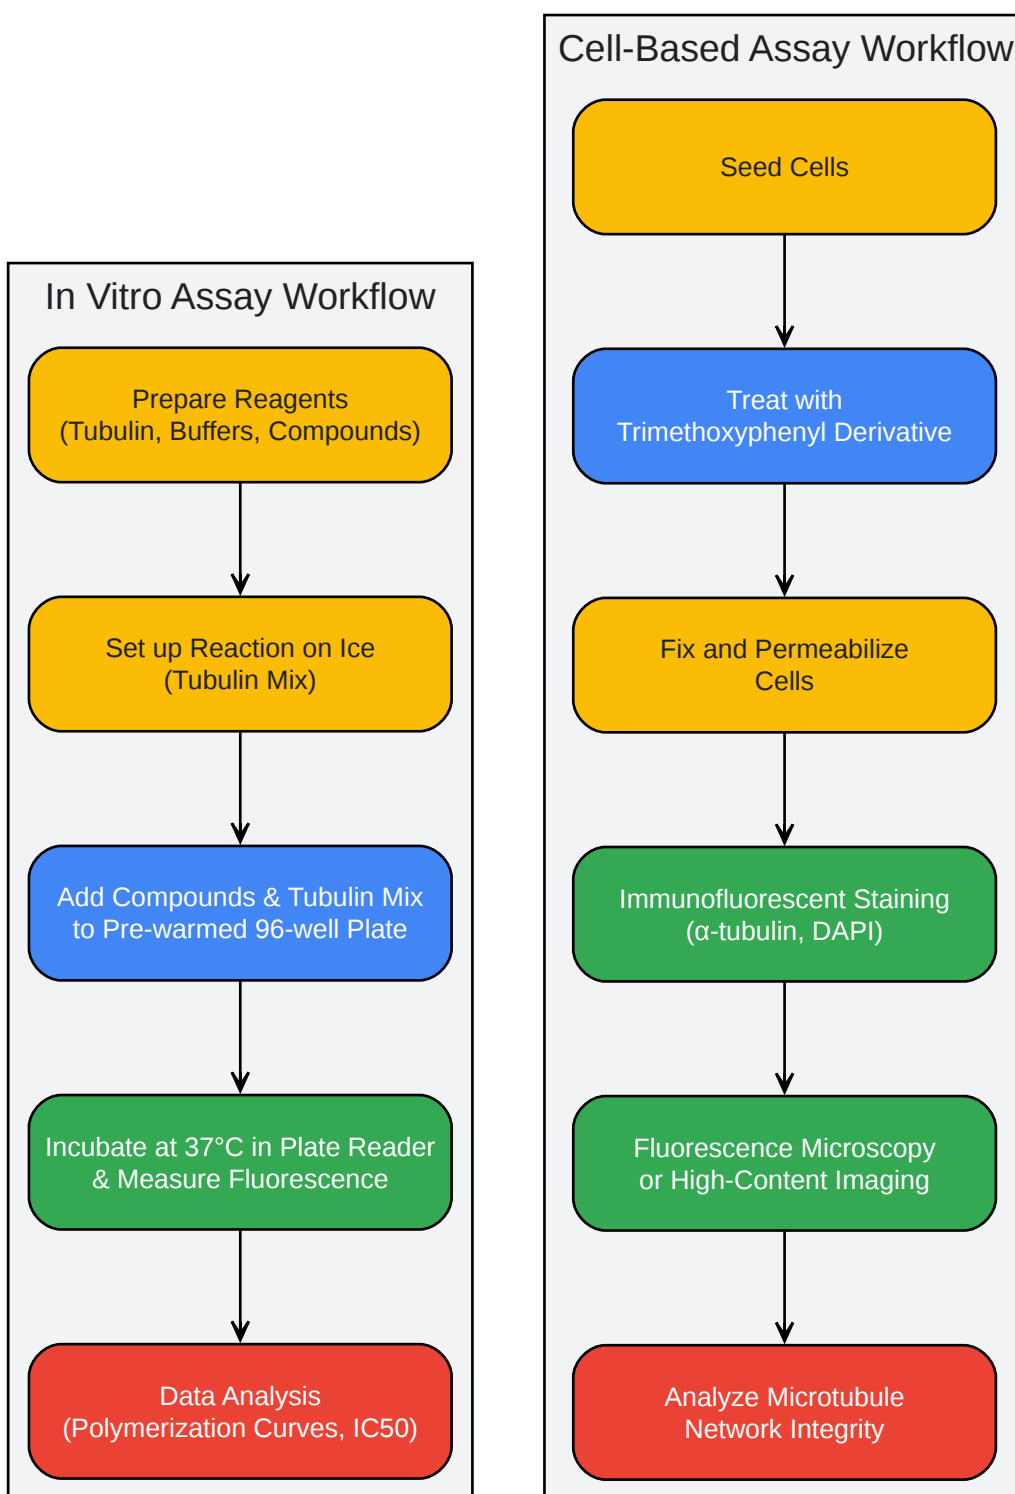 In Vitro Assay Workflow
Prepare Reagents
(Tubulin, Buffers, Compounds)
Set up Reaction on Ice
(Tubulin Mix)
Add Compounds & Tubulin Mix
to Pre-warmed 96-well Plate
Incubate at 37°C in Plate Reader
& Measure Fluorescence
Data Analysis
(Polymerization Curves, IC50)
Cell-Based Assay Workflow
Seed Cells
Treat with
Trimethoxyphenyl Derivative
Fix and Permeabilize
Cells
Immunofluorescent Staining
(α-tubulin, DAPI)
Fluorescence Microscopy
or High-Content Imaging
Analyze Microtubule
Network Integrity